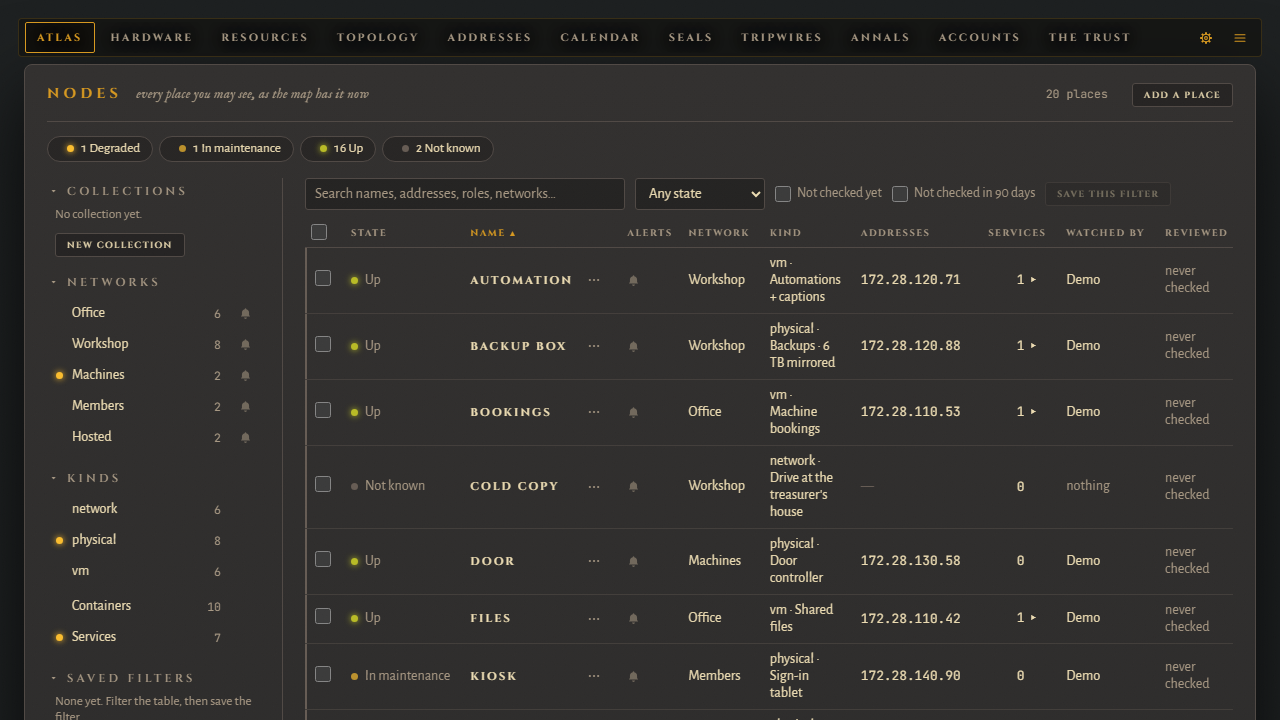 ATLAS HARDWARE RESOURCES TOPOLOGY ADDRESSES CALENDAR SEALS TRIPWIRES ANNALS ACCOUNTS THE TRUST
NODES every place you may see, as the map has it now 20 places ADD A PLACE
1 Degraded 1 In maintenance 16 Up 2 Not known
COLLECTIONS
No collection yet.
NEW COLLECTION
NETWORKS
Office 6
Workshop 8
Machines 2
Members 2
Hosted 2
KINDS
network 6
physical 8
vm 6
Containers 10
Services 7
SAVED FILTERS
None yet. Filter the table, then save the
filter.
Search names, addresses, roles, networks... Any state Not checked yet Not checked in 90 days SAVE THIS FILTER
STATE NAME ▲ ALERTS NETWORK KIND ADDRESSES SERVICES WATCHED BY REVIEWED
Up AUTOMATION ··· Workshop vm · Automations + captions 172.28.120.71 1 ▸ Demo never checked
Up BACKUP BOX ··· Workshop physical · Backups · 6 TB mirrored 172.28.120.88 1 ▸ Demo never checked
Up BOOKINGS ··· Office vm · Machine bookings 172.28.110.53 1 ▸ Demo never checked
Not known COLD COPY ··· Workshop network · Drive at the treasurer's house — 0 nothing never checked
Up DOOR ··· Machines physical · Door controller 172.28.130.58 0 Demo never checked
Up FILES ··· Office vm · Shared files 172.28.110.42 1 ▸ Demo never checked
In maintenance KIOSK ··· Members physical · Sign-in tablet 172.28.140.90 0 Demo never checked